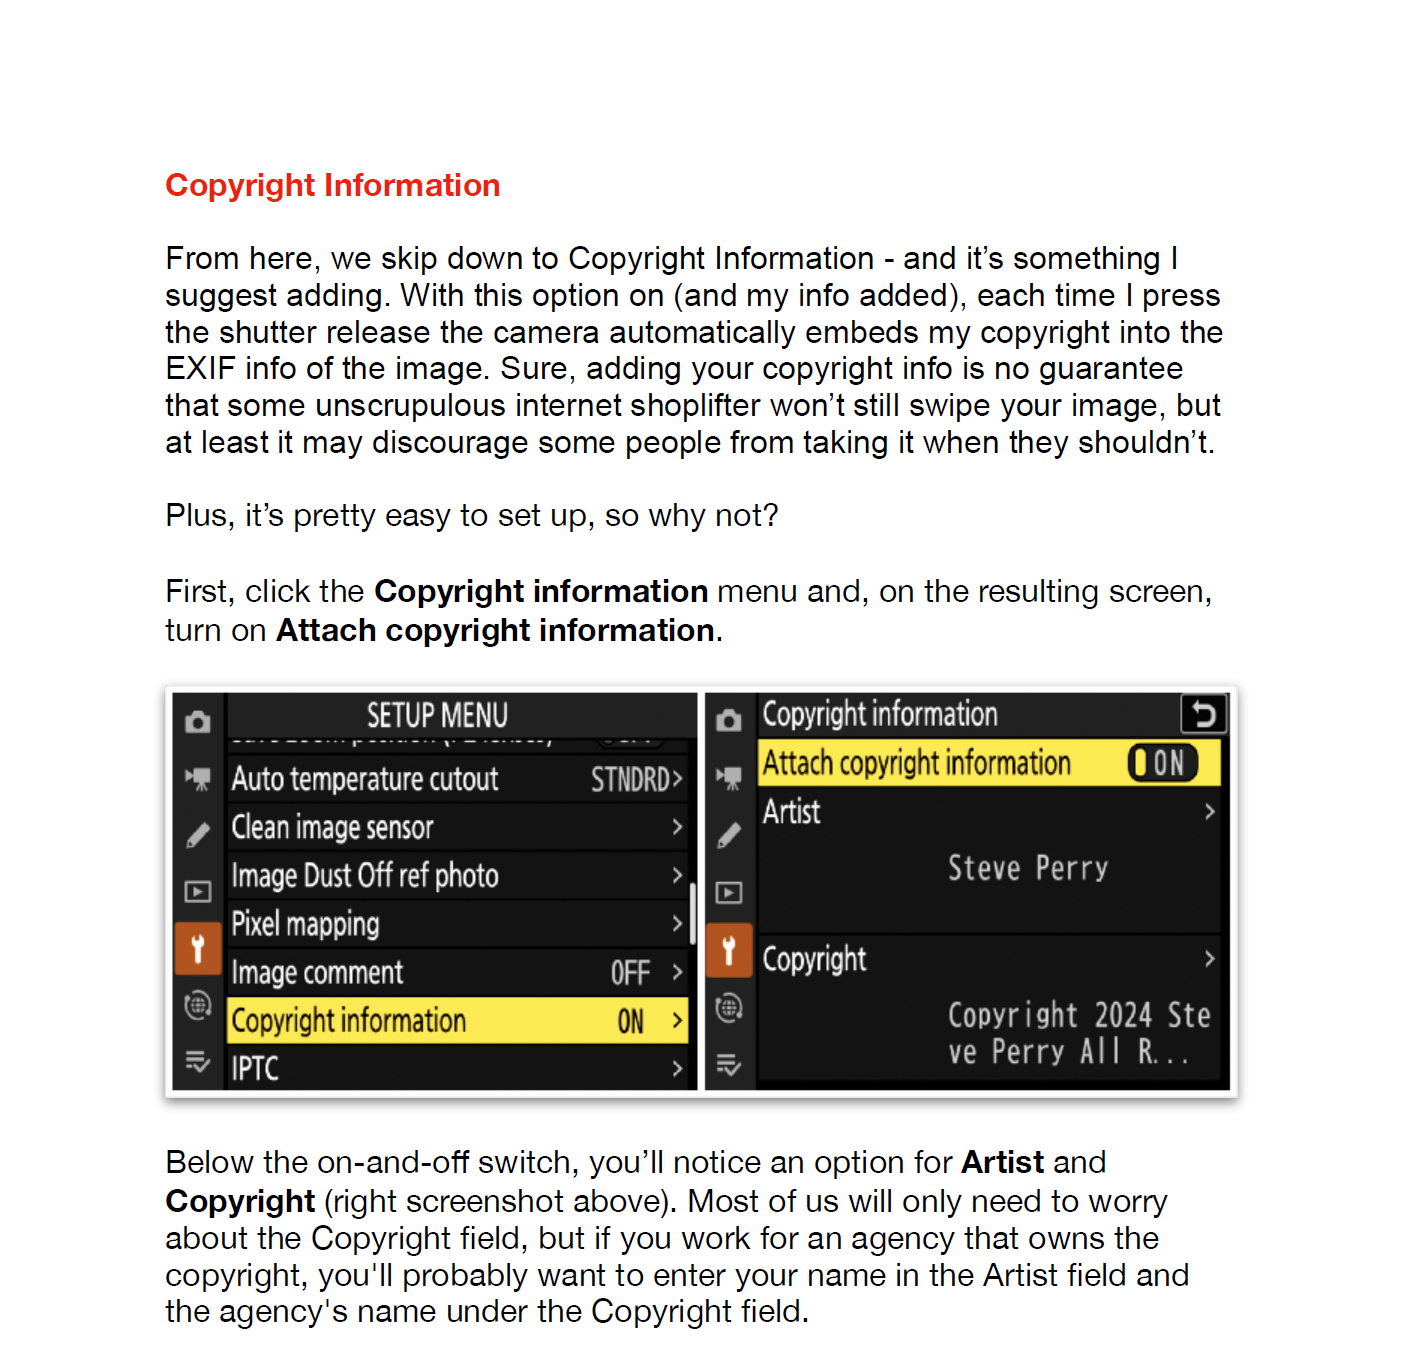 Copyright Information
From here, we skip down to Copyright Information - and it’s something I
suggest adding. With this option on (and my info added), each time I press
the shutter release the camera automatically embeds my copyright into the
EXIF info of the image. Sure, adding your copyright info is no guarantee
that some unscrupulous internet shoplifter won’t still swipe your image, but
at least it may discourage some people from taking it when they shouldn’t.
Plus, it’s pretty easy to set up, so why not?
First, click the Copyright information menu and, on the resulting screen,
turn on Attach copyright information.
SETUP MENU
Auto temperature cutout STNDRD>
Clean image sensor >
Image Dust Off ref photo >
Pixel mapping >
Image comment OFF >
Copyright information ON >
IPTC >
Copyright information
Attach copyright information ON
Artist >
Steve Perry
Copyright >
Copyright 2024 Ste
ve Perry All R...
Below the on-and-off switch, you’ll notice an option for Artist and
Copyright (right screenshot above). Most of us will only need to worry
about the Copyright field, but if you work for an agency that owns the
copyright, you'll probably want to enter your name in the Artist field and
the agency's name under the Copyright field.